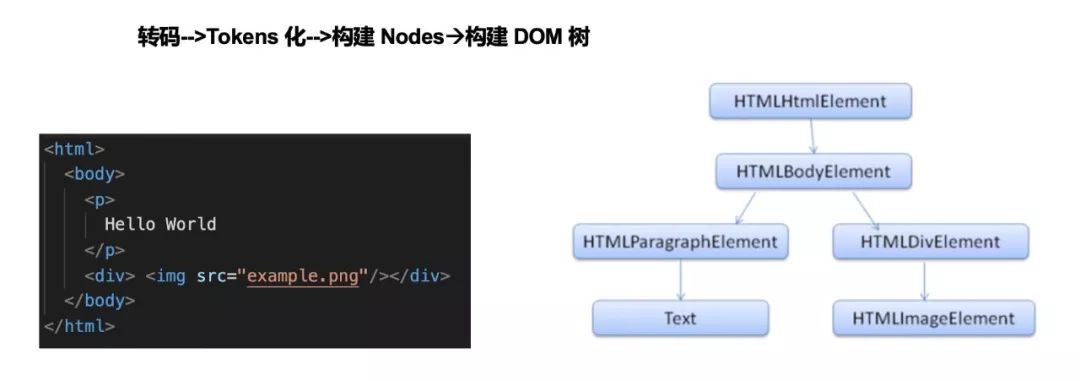 转码-->Tokens 化-->构建 Nodes→构建 DOM 树
<html>
<body>
<p>
Hello World
</p>
<div> <img src="example.png"/></div>
</body>
</html>
HTMLHtmlElement
HTMLBodyElement
HTMLParagraphElement
HTMLDivElement
Text
HTMLImageElement